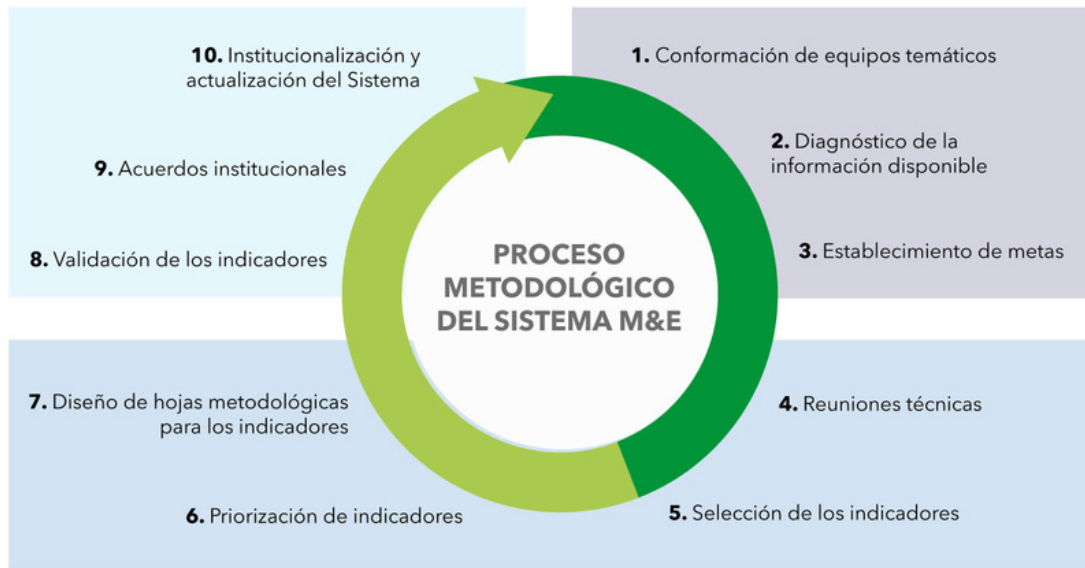 1. Conformación de equipos temáticos
2. Diagnóstico de la
información disponible
3. Establecimiento de metas
4. Reuniones técnicas
5. Selección de los indicadores
6. Priorización de indicadores
7. Diseño de hojas metodológicas
para los indicadores
8. Validación de los indicadores
9. Acuerdos institucionales
10. Institucionalización y
actualización del Sistema
PROCESO
METODOLÓGICO
DEL SISTEMA M&E